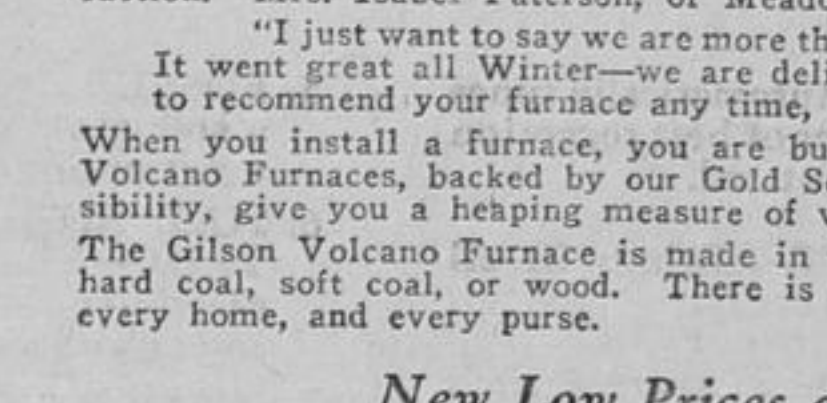 Isabel Paterson, of
"I just want to say we are more
It went great all Winter—we are
to recommend your furnace any time,
When you install a furnace, you are
Volcano Furnaces, backed by our Gold
sibility, give you a heaping measure of
The Gilson Volcano Furnace is made in
hard coal, soft coal, or wood. There is
every home, and every purse.
New Low Prices